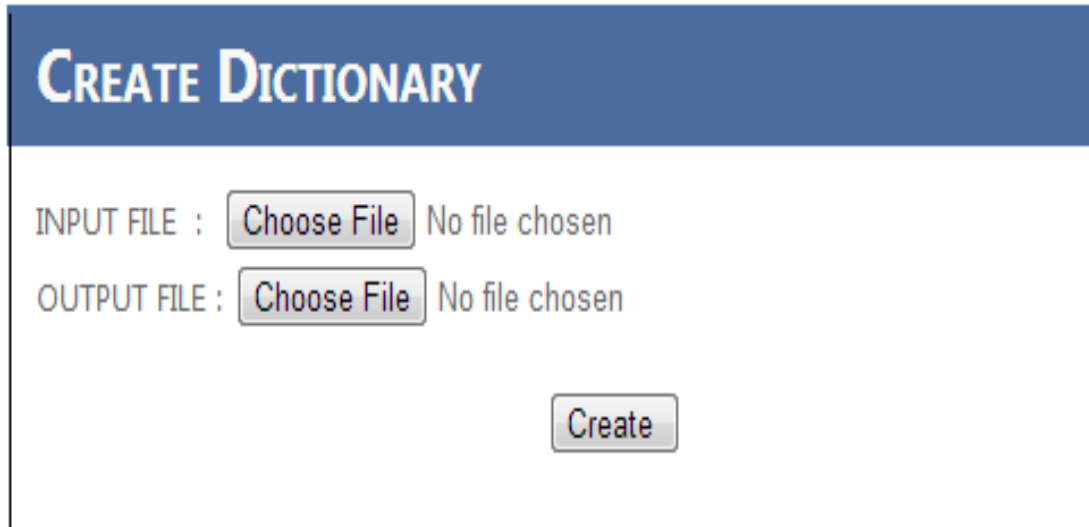 CREATE DICTIONARY
INPUT FILE : Choose File No file chosen
OUTPUT FILE : Choose File No file chosen
Create